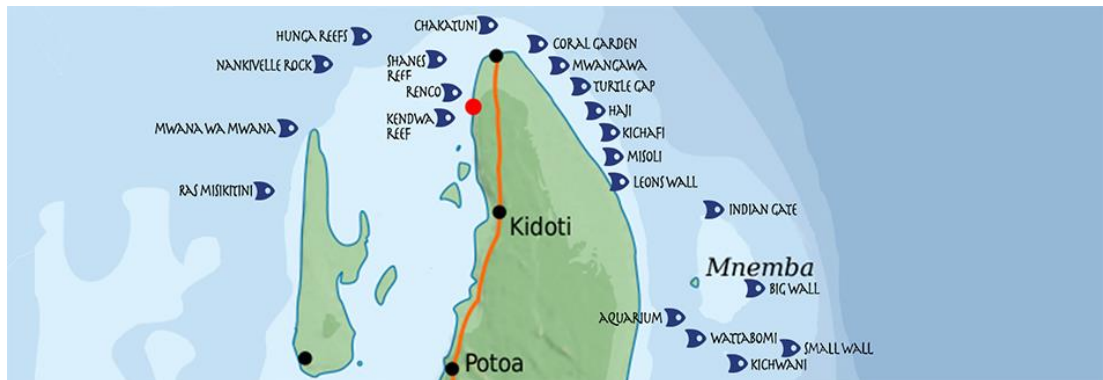 CHAKATUNI
HUNGA REEFS
CORAL GARDEN
NANKIVELLE ROCK
SHANES
REEF
MWANGAWA
TURTLE GAP
RENCO
HAJI
KENDWA
REEF
MWANA WA MWANA
KICHAFI
MISOLI
RAS MISIKITINI
LEONS WALL
INDIAN GATE
Kidoti
Mnemba
BIG WALL
AQUARIUM
WATTABOMI
SMALL WALL
Potoa
KICHWANI